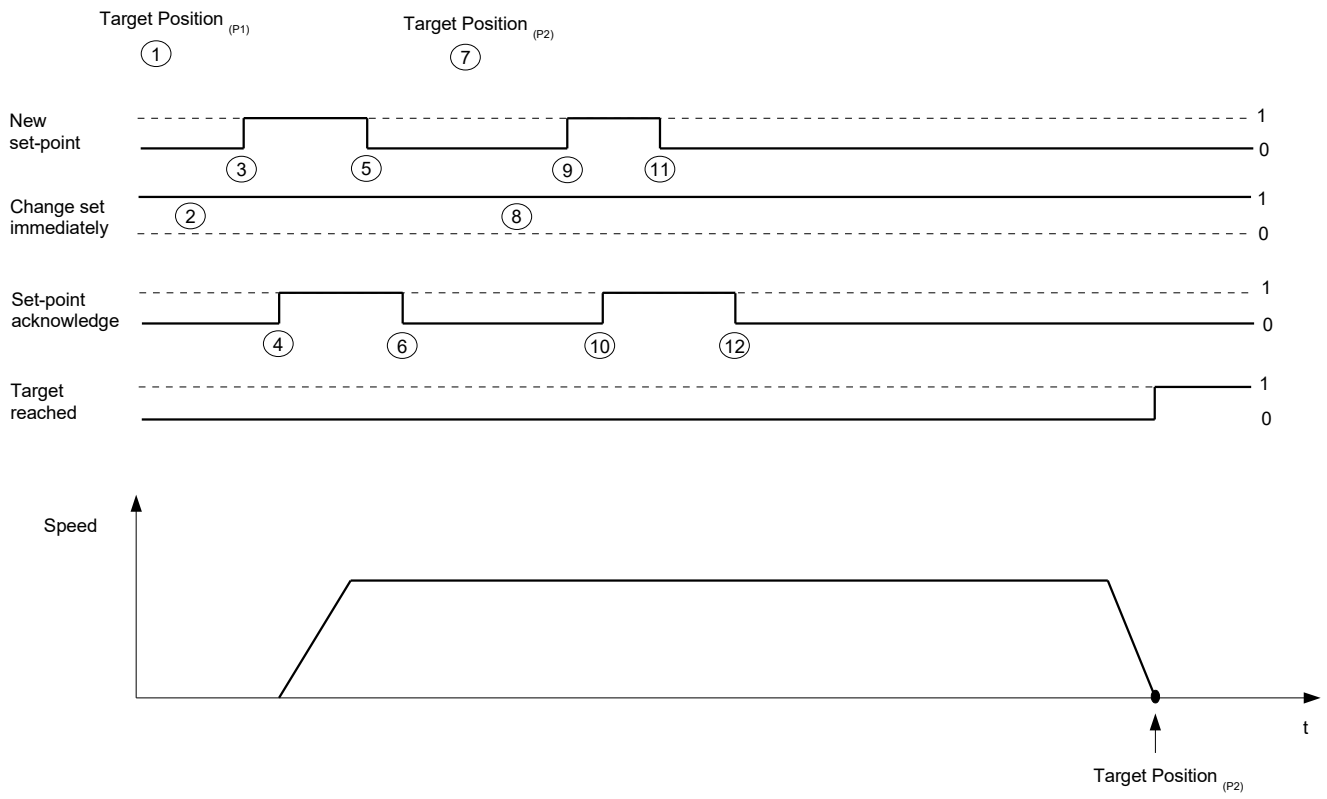 Target Position (P1)
Target Position (P2)
1
7
New
set-point
1
0
3
5
9
11
Change set
immediately
1
0
2
8
Set-point
acknowledge
1
0
4
6
10
12
Target
reached
1
0
Speed
t
Target Position (P2)